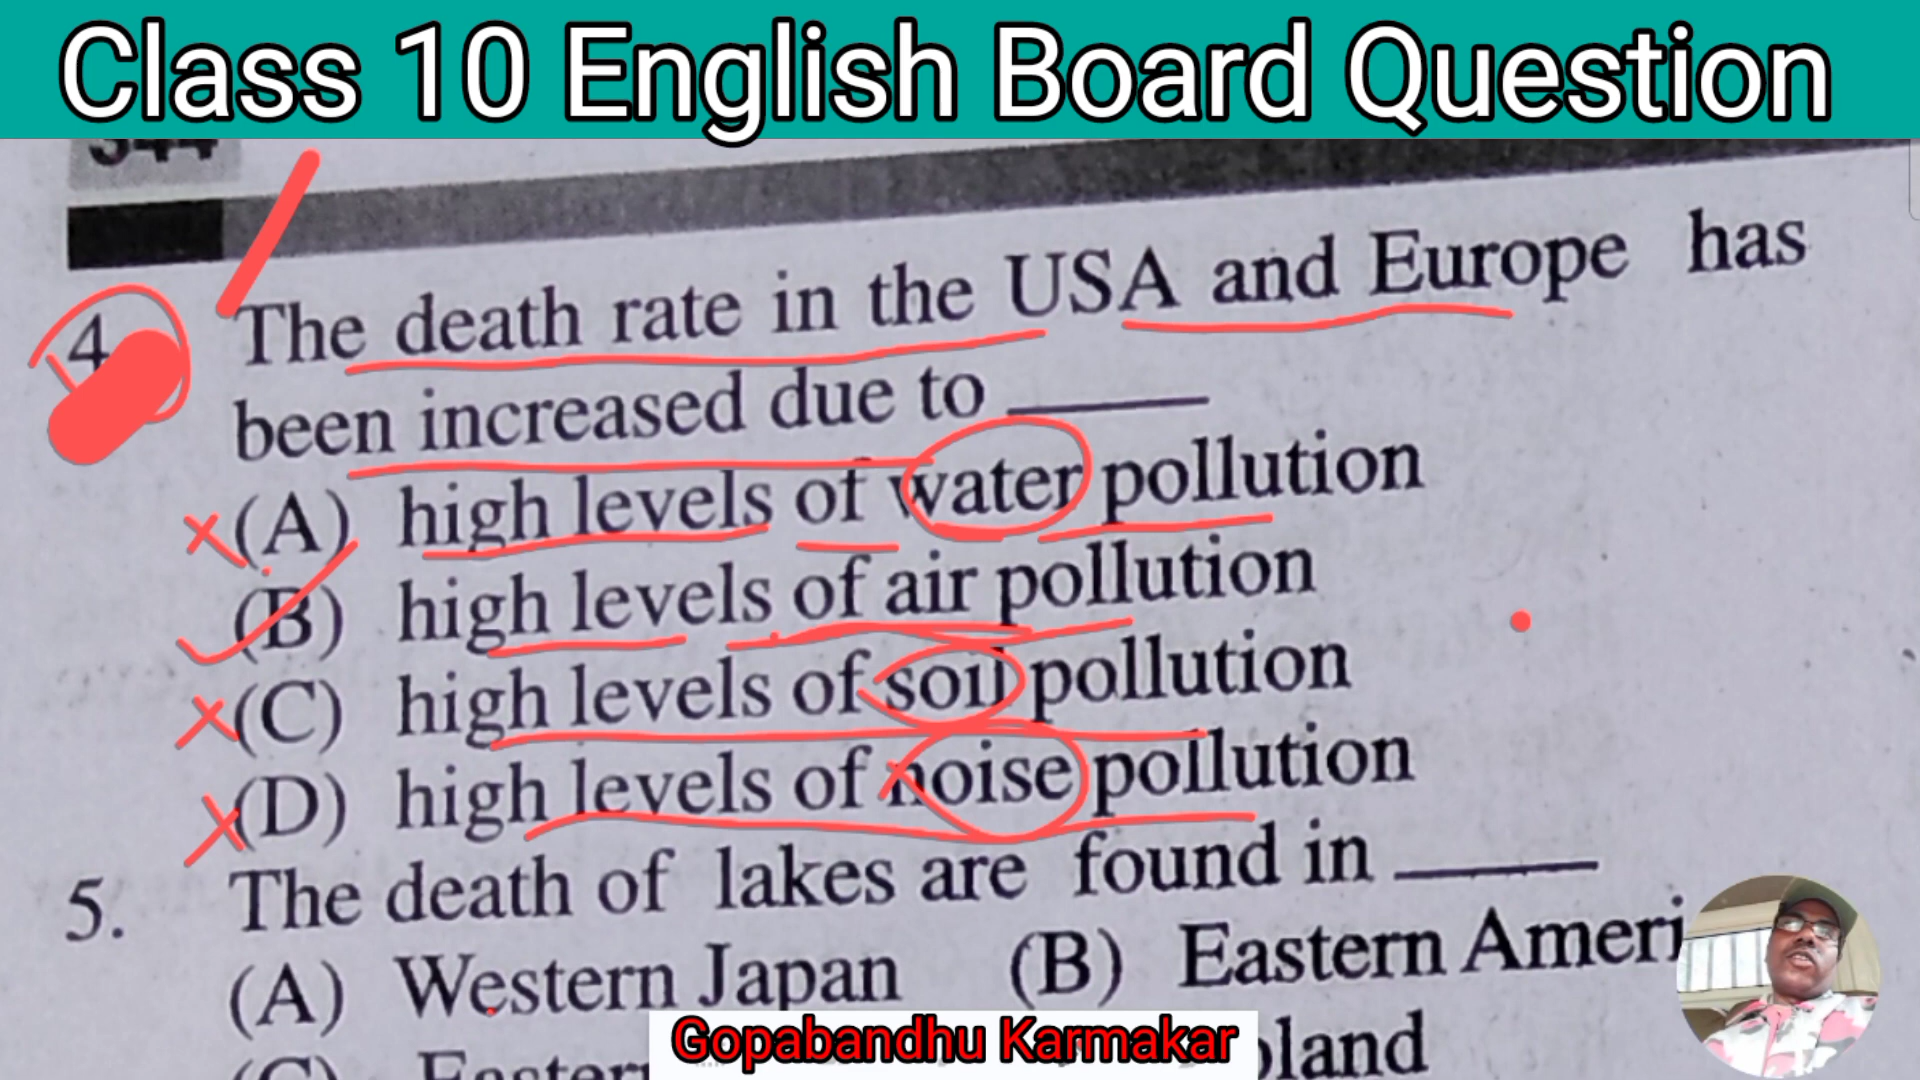 Class 10 English Board Question
344
4. The death rate in the USA and Europe has
been increased due to
(A) high levels of water pollution
(B) high levels of air pollution
(C) high levels of soil pollution
(D) high levels of noise pollution
5. The death of lakes are found in
(A) Western Japan (B) Eastern Ameri
(C)
Gopabandhu Karmakar